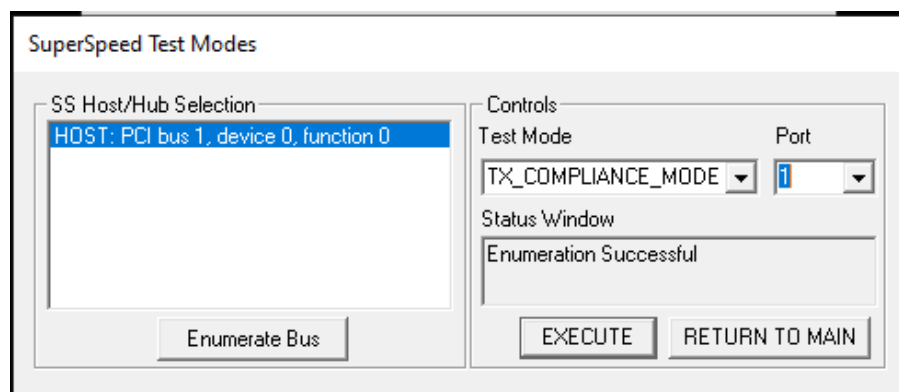 SuperSpeed Test Modes
SS Host/Hub Selection
HOST: PCI bus 1, device 0, function 0
Enumerate Bus
Controls
Test Mode
Port
TX_COMPLIANCE_MODE
1
Status Window
Enumeration Successful
EXECUTE
RETURN TO MAIN